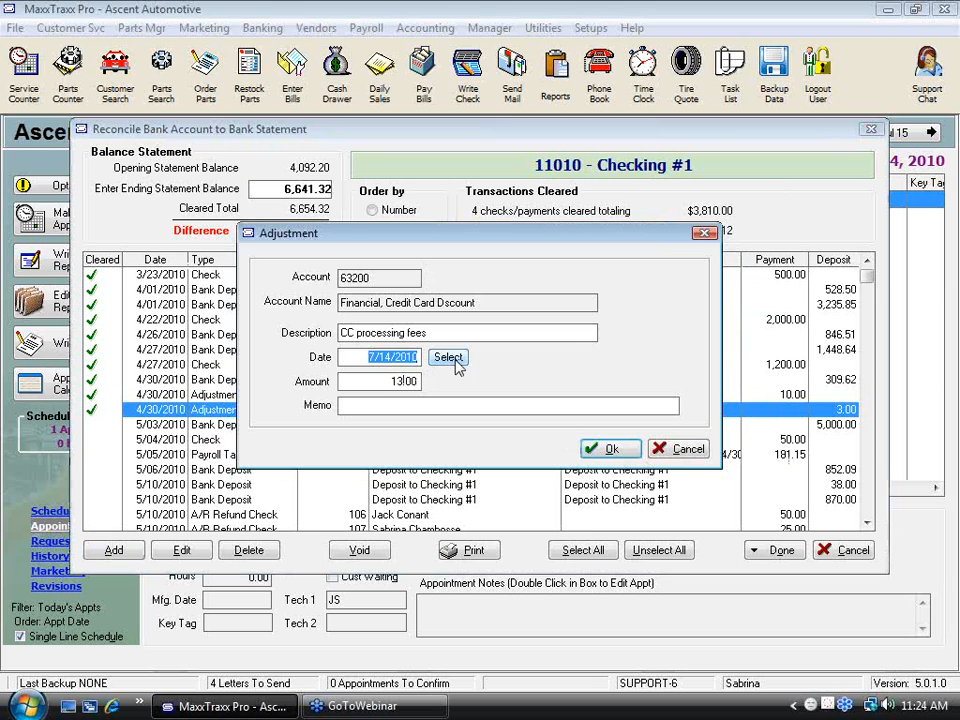 MaxxTraxx Pro - Ascent Automotive
File Customer Svc Parts Mgr Marketing Banking Vendors Payroll Accounting Manager Utilities Setups Help
Service Counter
Parts Counter
Customer Search
Parts Search
Order Parts
Restock Parts
Enter Bills
Cash Drawer
Daily Sales
Pay Bills
Write Check
Send Mail
Reports
Phone Book
Time Clock
Tire Quote
Task List
Backup Data
Logout User
Support Chat
Reconcile Bank Account to Bank Statement
Balance Statement
Opening Statement Balance 4,092.20
Enter Ending Statement Balance 6,641.32
Cleared Total 6,654.32
Difference
11010 - Checking #1
Order by
Number
Transactions Cleared
4 checks/payments cleared totaling $3,810.00
12
15
4, 2010
Key Tag
Adjustment
Account 63200
Account Name Financial, Credit Card Dscount
Description CC processing fees
Date 7/14/2010 Select
Amount 13.00
Memo
Ok Cancel
Cleared Date Type Payment Deposit
3/23/2010 Check 500.00
4/01/2010 Bank Dep 528.50
4/01/2010 Bank Dep 3,235.85
4/22/2010 Check 2,000.00
4/26/2010 Bank Dep 846.51
4/27/2010 Bank Dep 1,448.64
4/27/2010 Check 1,200.00
4/30/2010 Bank Dep 309.62
4/30/2010 Adjustmen 10.00
4/30/2010 Adjustmen 3.00
5/03/2010 Bank Dep 5,000.00
5/04/2010 Check 50.00
5/05/2010 Payroll Ta 4/30 181.15
5/06/2010 Bank Deposit Deposit to Checking #1 Deposit to Checking #1 852.09
5/10/2010 Bank Deposit Deposit to Checking #1 Deposit to Checking #1 38.00
5/10/2010 Bank Deposit Deposit to Checking #1 Deposit to Checking #1 870.00
5/10/2010 A/R Refund Check 106 Jack Conant 50.00
5/10/2010 A/R Refund Check 107 Sabrina Chambosse 25.00
Add Edit Delete Void Print Select All Unselect All Done Cancel
Hours 0.00 Cust Waiting
Appointment Notes (Double Click in Box to Edit Appt)
Mfg. Date Tech 1 JS
Key Tag Tech 2
Filter: Today's Appts
Order: Appt Date
Single Line Schedule
History
Revisions
Last Backup NONE 4 Letters To Send 0 Appointments To Confirm SUPPORT-6 Sabrina Version: 5.0.1.0
MaxxTraxx Pro - As... GoToWebinar 11:24 AM